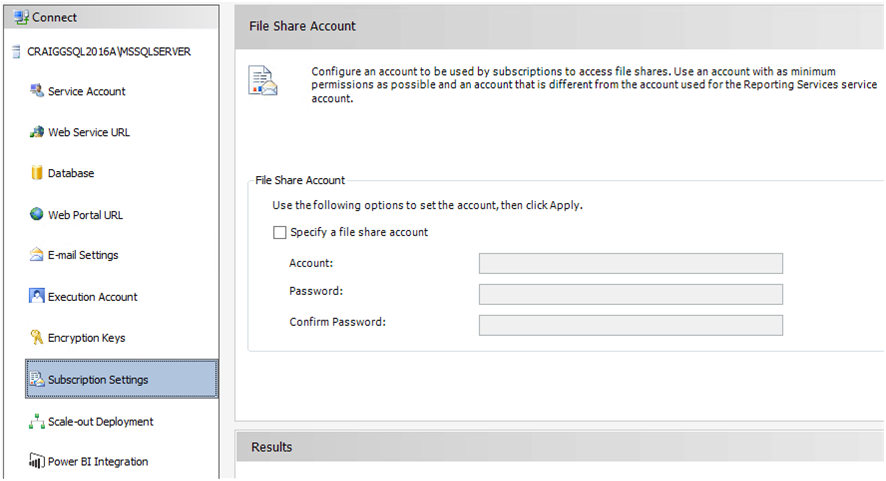 Connect
CRAIGGSQL2016A\MSSQLSERVER
Service Account
Web Service URL
Database
Web Portal URL
E-mail Settings
Execution Account
Encryption Keys
Subscription Settings
Scale-out Deployment
Power BI Integration
File Share Account
Configure an account to be used by subscriptions to access file shares. Use an account with as minimum
permissions as possible and an account that is different from the account used for the Reporting Services service
account.
File Share Account
Use the following options to set the account, then click Apply.
Specify a file share account
Account:
Password:
Confirm Password:
Results